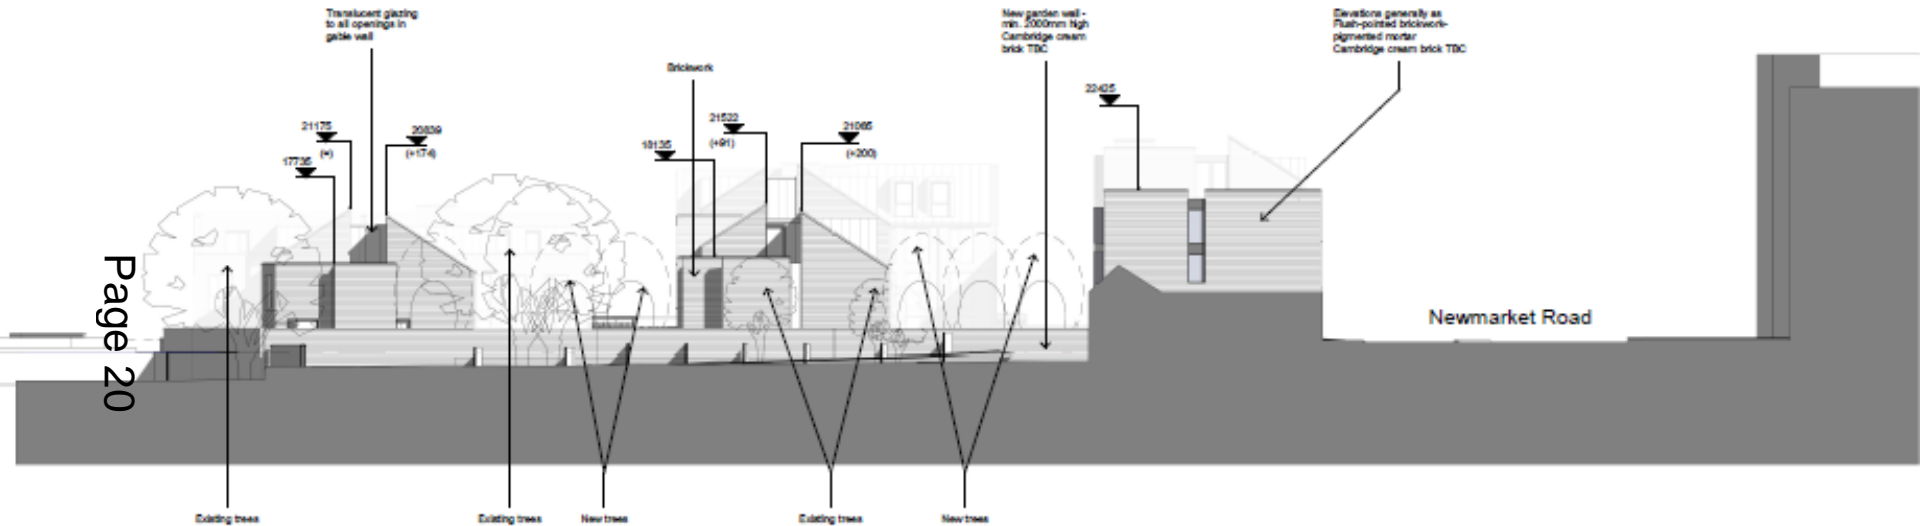 Translucent glazing
to all openings in
gable wall
New garden wall -
min. 2000mm high
Cambridge cream
brick TBC
Elevations generally as
Flush-pointed brickwork-
pigmented mortar
Cambridge cream brick TBC
Brickwork
22425
21175
20839
(+174)
17735
21522
(+91)
21065
(+200)
18135
Page 20
Newmarket Road
Existing trees
Existing trees
New trees
Existing trees
New trees